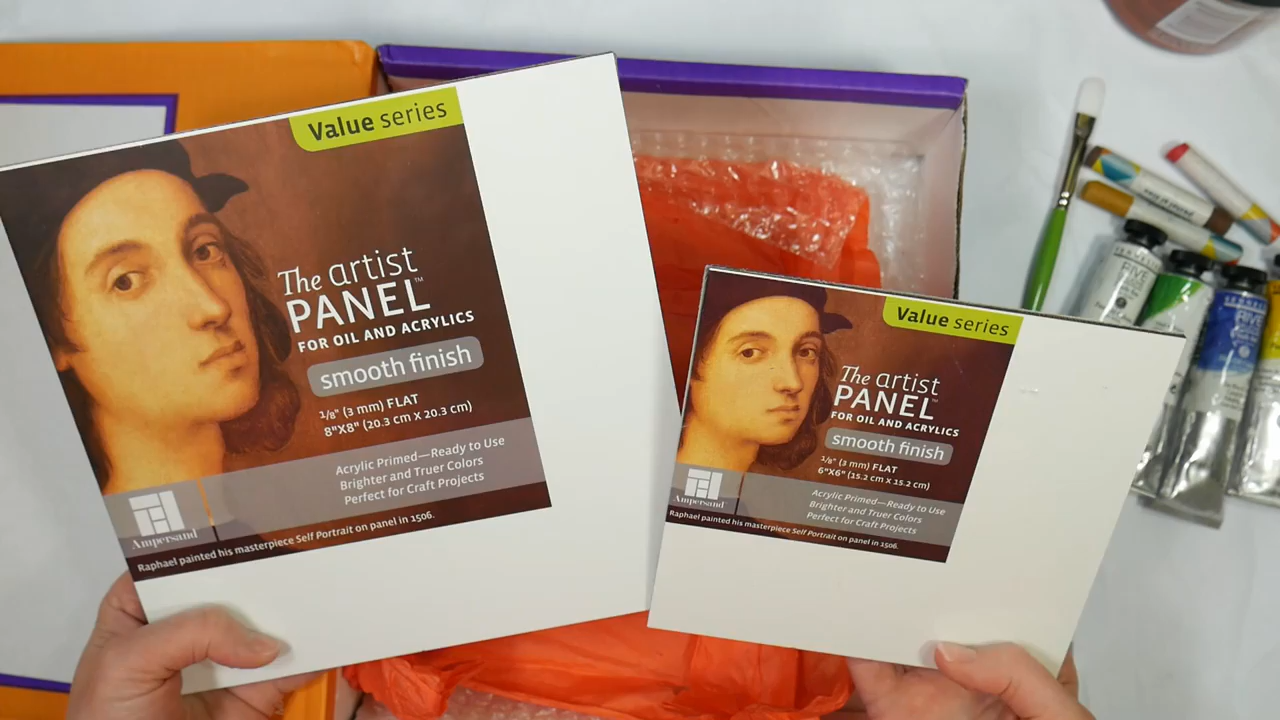 Value series
The artist
PANEL™
FOR OIL AND ACRYLICS
smooth finish
1/8" (3 mm) FLAT
8"X8" (20.3 cm X 20.3 cm)
Acrylic Primed—Ready to Use
Brighter and Truer Colors
Perfect for Craft Projects
Ampersand
Raphael painted his masterpiece Self Portrait on panel in 1506.
Value series
The artist
PANEL™
FOR OIL AND ACRYLICS
smooth finish
1/8" (3 mm) FLAT
6"X6" (15.2 cm X 15.2 cm)
Acrylic Primed—Ready to Use
Brighter and Truer Colors
Perfect for Craft Projects
Ampersand
Raphael painted his masterpiece Self Portrait on panel in 1506.
FIVE